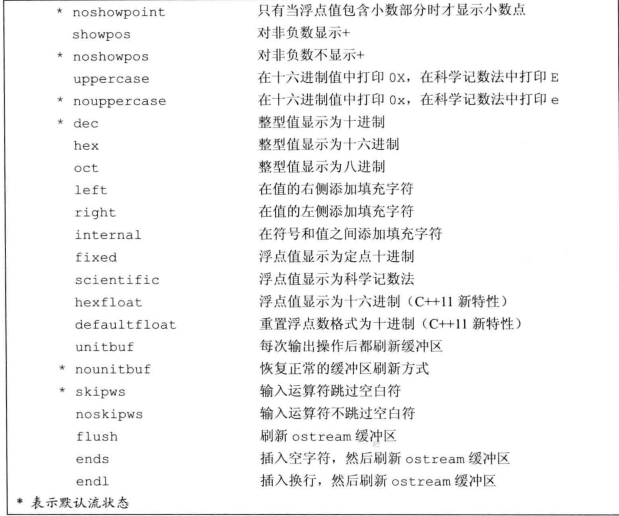 * noshowpoint 只有当浮点值包含小数部分时才显示小数点
showpos 对非负数显示+
* noshowpos 对非负数不显示+
uppercase 在十六进制值中打印 0X，在科学记数法中打印 E
* nouppercase 在十六进制值中打印 0x，在科学记数法中打印 e
* dec 整型值显示为十进制
hex 整型值显示为十六进制
oct 整型值显示为八进制
left 在值的右侧添加填充字符
right 在值的左侧添加填充字符
internal 在符号和值之间添加填充字符
fixed 浮点值显示为定点十进制
scientific 浮点值显示为科学记数法
hexfloat 浮点值显示为十六进制（C++11 新特性）
defaultfloat 重置浮点数格式为十进制（C++11 新特性）
unitbuf 每次输出操作后都刷新缓冲区
* nounitbuf 恢复正常的缓冲区刷新方式
* skipws 输入运算符跳过空白符
noskipws 输入运算符不跳过空白符
flush 刷新 ostream 缓冲区
ends 插入空字符，然后刷新 ostream 缓冲区
endl 插入换行，然后刷新 ostream 缓冲区
* 表示默认流状态